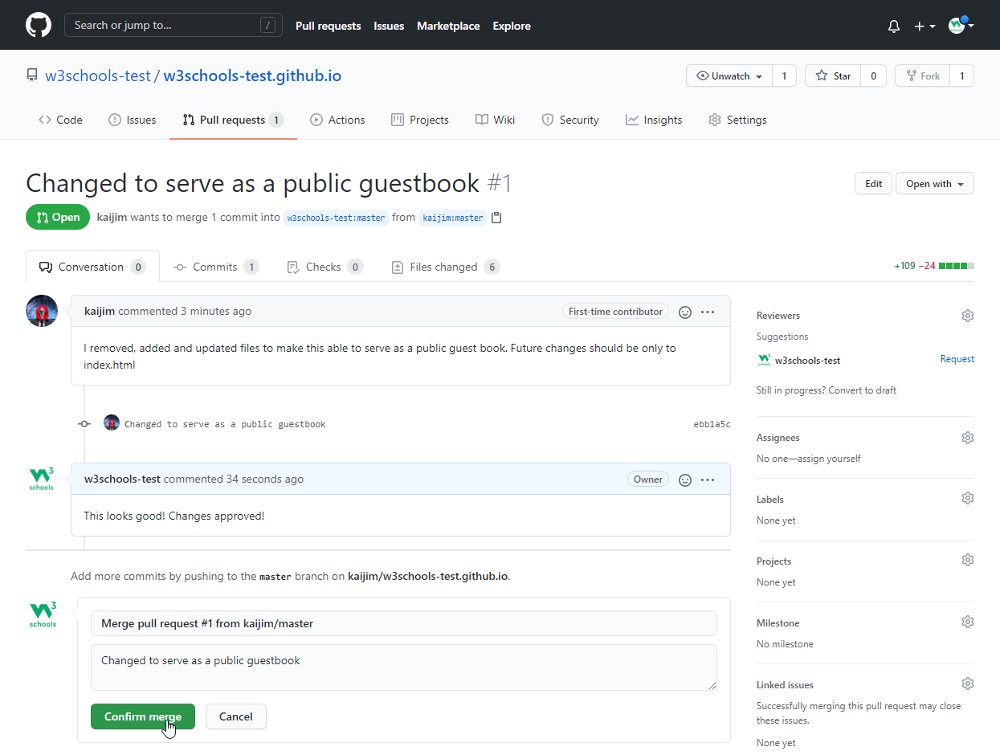 Search or jump to... /
Pull requests Issues Marketplace Explore
w3schools-test / w3schools-test.github.io
Unwatch 1 Star 0 Fork 1
Code Issues Pull requests 1 Actions Projects Wiki Security Insights Settings
Changed to serve as a public guestbook #1
Edit Open with
Open kaijim wants to merge 1 commit into w3schools-test:master from kaijim:master
Conversation 0 Commits 1 Checks 0 Files changed 6
+109 −24
kaijim commented 3 minutes ago First-time contributor
I removed, added and updated files to make this able to serve as a public guest book. Future changes should be only to
index.html
Changed to serve as a public guestbook ebb1a5c
W3 schools
w3schools-test commented 34 seconds ago Owner
This looks good! Changes approved!
Add more commits by pushing to the master branch on kaijim/w3schools-test.github.io.
W3 schools
Merge pull request #1 from kaijim/master
Changed to serve as a public guestbook
Confirm merge Cancel
Reviewers
Suggestions
w3schools-test Request
Still in progress? Convert to draft
Assignees
No one—assign yourself
Labels
None yet
Projects
None yet
Milestone
No milestone
Linked issues
Successfully merging this pull request may close
these issues.
None yet